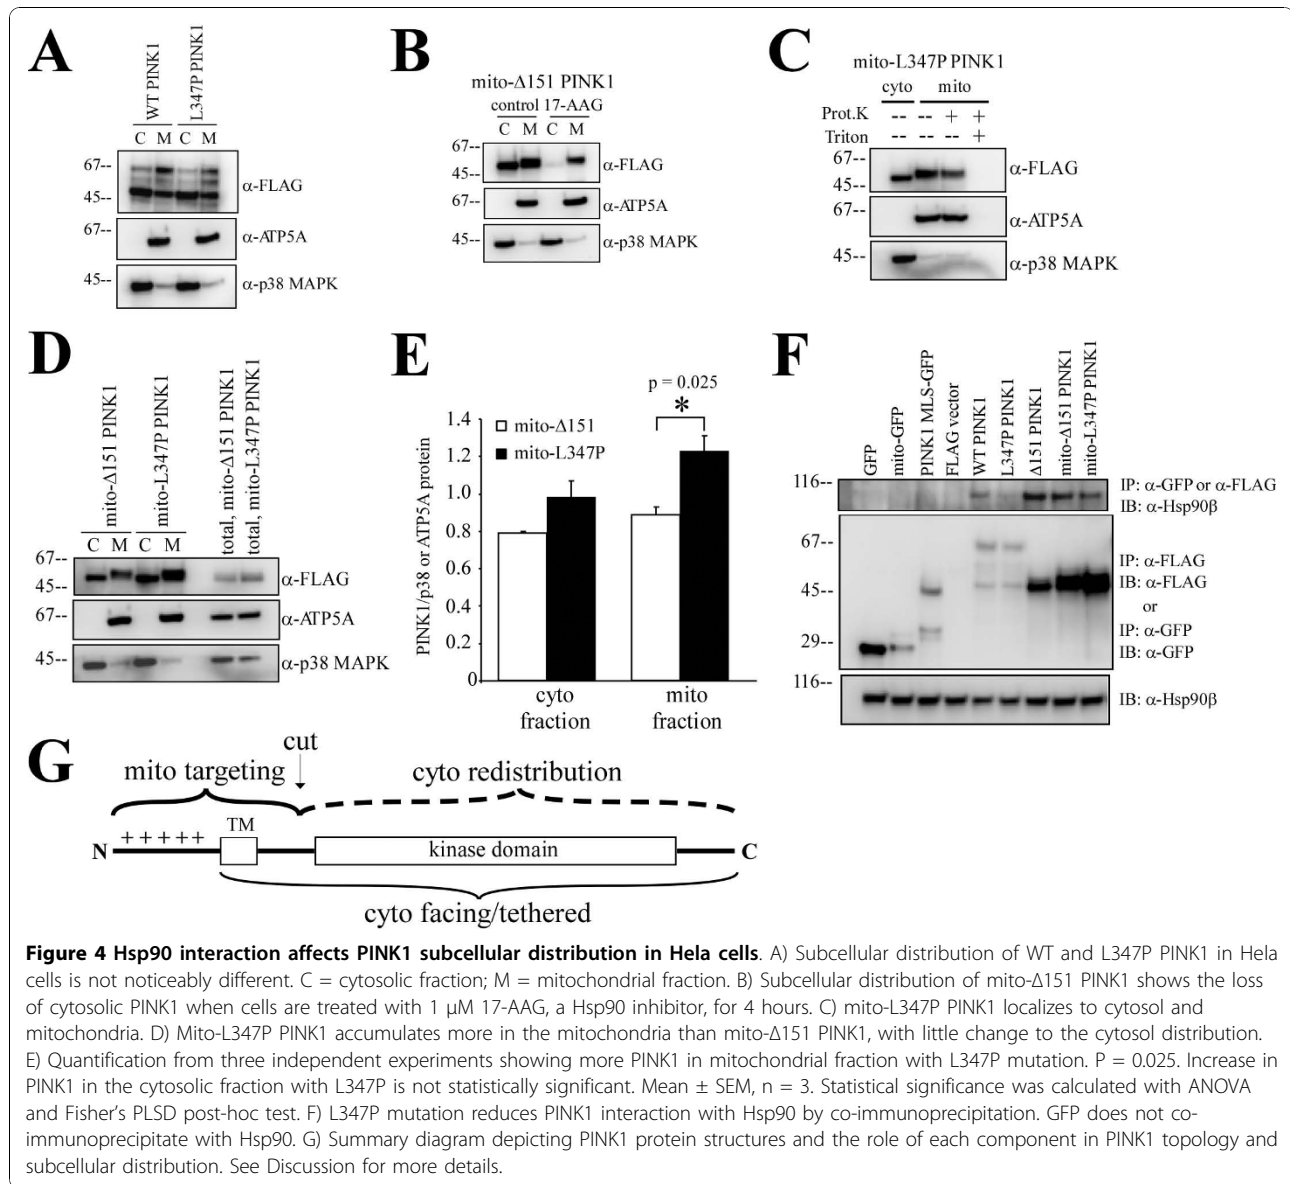 A
WT PINK1
L347P PINK1
C M C M
67--
45--
α-FLAG
67--
α-ATP5A
45--
α-p38 MAPK
B
mito-Δ151 PINK1
control 17-AAG
C M C M
67--
45--
α-FLAG
67--
α-ATP5A
45--
α-p38 MAPK
C
mito-L347P PINK1
cyto mito
Prot.K -- -- + +
Triton -- -- -- +
67--
45--
α-FLAG
67--
α-ATP5A
45--
α-p38 MAPK
D
mito-Δ151 PINK1
mito-L347P PINK1
total, mito-Δ151 PINK1
total, mito-L347P PINK1
C M C M
67--
45--
α-FLAG
67--
α-ATP5A
45--
α-p38 MAPK
E
p = 0.025
*
PINK1/p38 or ATP5A protein
1.4
1.2
1.0
0.8
0.6
0.4
0.2
0
mito-Δ151
mito-L347P
cyto
fraction
mito
fraction
F
GFP
mito-GFP
PINK1 MLS-GFP
FLAG vector
WT PINK1
L347P PINK1
Δ151 PINK1
mito-Δ151 PINK1
mito-L347P PINK1
116--
IP: α-GFP or α-FLAG
IB: α-Hsp90β
67--
45--
29--
IP: α-FLAG
IB: α-FLAG
or
IP: α-GFP
IB: α-GFP
116--
IB: α-Hsp90β
G
cut
mito targeting
cyto redistribution
TM
+++++
N
kinase domain
C
cyto facing/tethered
Figure 4 Hsp90 interaction affects PINK1 subcellular distribution in Hela cells. A) Subcellular distribution of WT and L347P PINK1 in Hela
cells is not noticeably different. C = cytosolic fraction; M = mitochondrial fraction. B) Subcellular distribution of mito-Δ151 PINK1 shows the loss
of cytosolic PINK1 when cells are treated with 1 μM 17-AAG, a Hsp90 inhibitor, for 4 hours. C) mito-L347P PINK1 localizes to cytosol and
mitochondria. D) Mito-L347P PINK1 accumulates more in the mitochondria than mito-Δ151 PINK1, with little change to the cytosol distribution.
E) Quantification from three independent experiments showing more PINK1 in mitochondrial fraction with L347P mutation. P = 0.025. Increase in
PINK1 in the cytosolic fraction with L347P is not statistically significant. Mean ± SEM, n = 3. Statistical significance was calculated with ANOVA
and Fisher's PLSD post-hoc test. F) L347P mutation reduces PINK1 interaction with Hsp90 by co-immunoprecipitation. GFP does not co-
immunoprecipitate with Hsp90. G) Summary diagram depicting PINK1 protein structures and the role of each component in PINK1 topology and
subcellular distribution. See Discussion for more details.